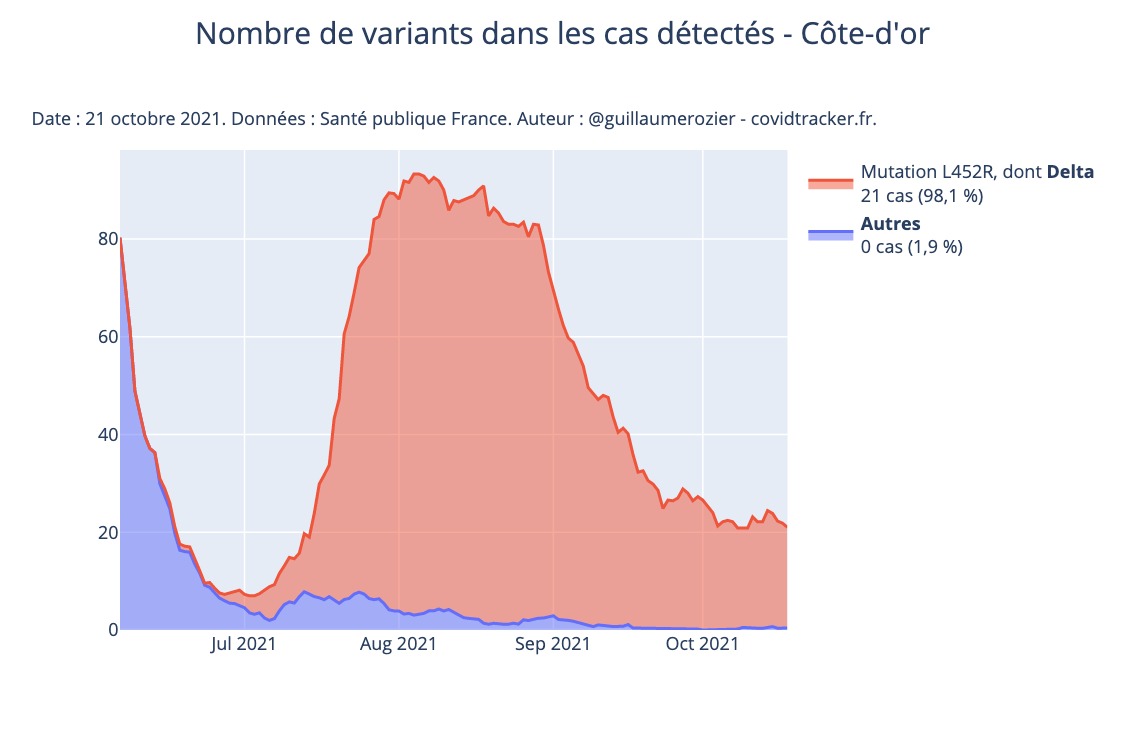 Nombre de variants dans les cas détectés - Côte-d'or
Date : 21 octobre 2021. Données : Santé publique France. Auteur : @guillaumerozier - covidtracker.fr.
Mutation L452R, dont Delta
21 cas (98,1 %)
Autres
0 cas (1,9 %)
80
60
40
20
0
Jul 2021
Aug 2021
Sep 2021
Oct 2021